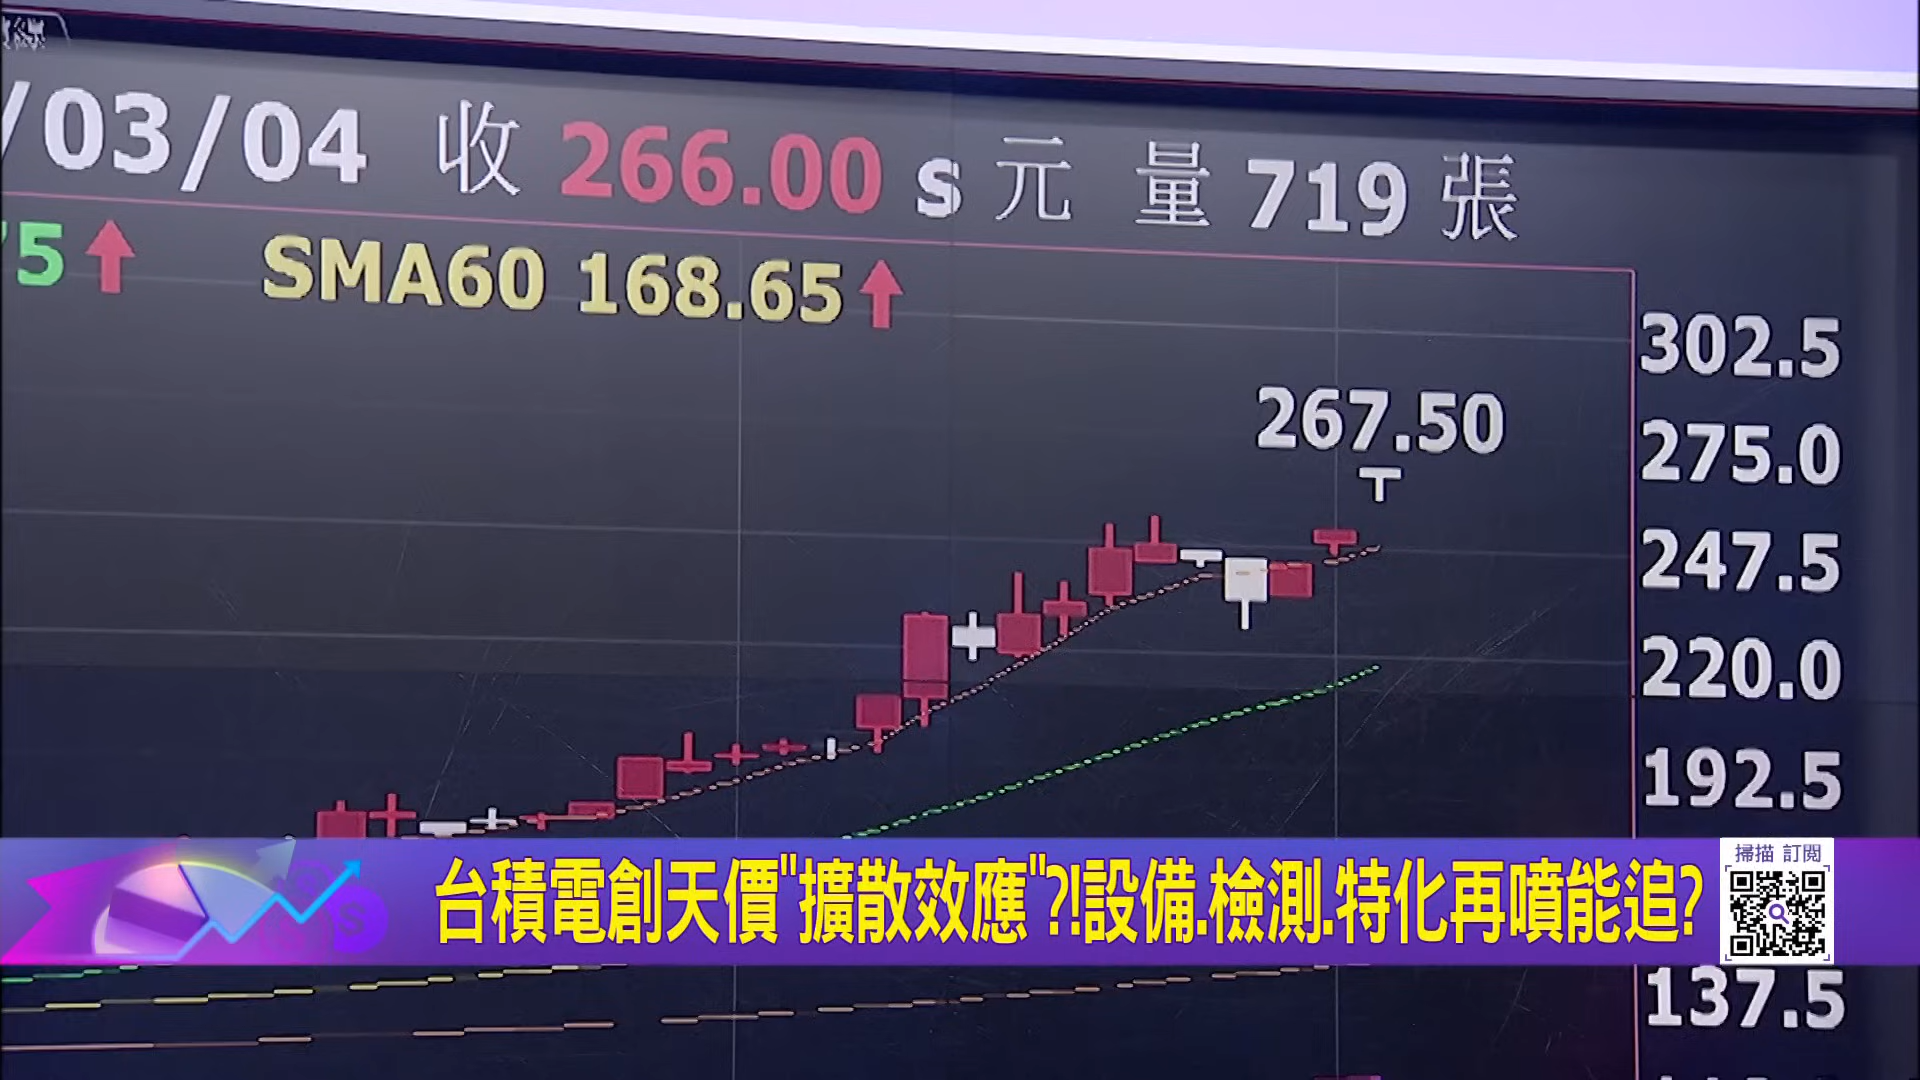 /03/04 收 266.00 s 元 量 719 張
5 SMA60 168.65
302.5
267.50
275.0
247.5
220.0
192.5
掃描 訂閱
台積電創天價"擴散效應"?!設備.檢測.特化再噴能追?
137.5